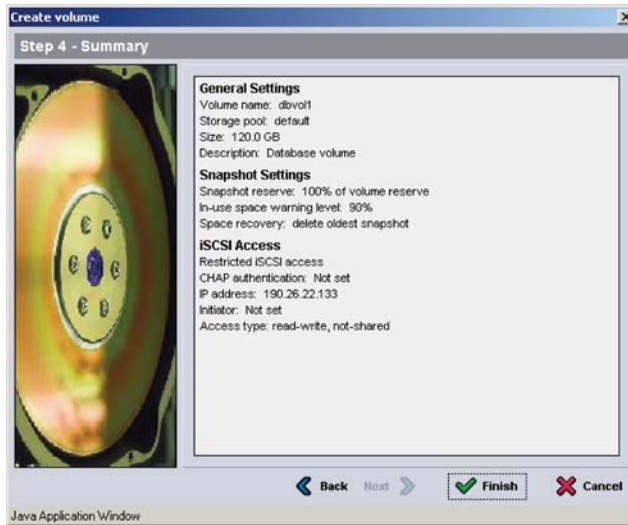 Create volume
Step 4 - Summary
General Settings
Volume name: dbvol1
Storage pool: default
Size: 120.0 GB
Description: Database volume
Snapshot Settings
Snapshot reserve: 100% of volume reserve
In-use space warning level: 90%
Space recovery: delete oldest snapshot
iSCSI Access
Restricted iSCSI access
CHAP authentication: Not set
IP address: 190.26.22.133
Initiator: Not set
Access type: read-write, not-shared
Back Next Finish Cancel
Java Application Window